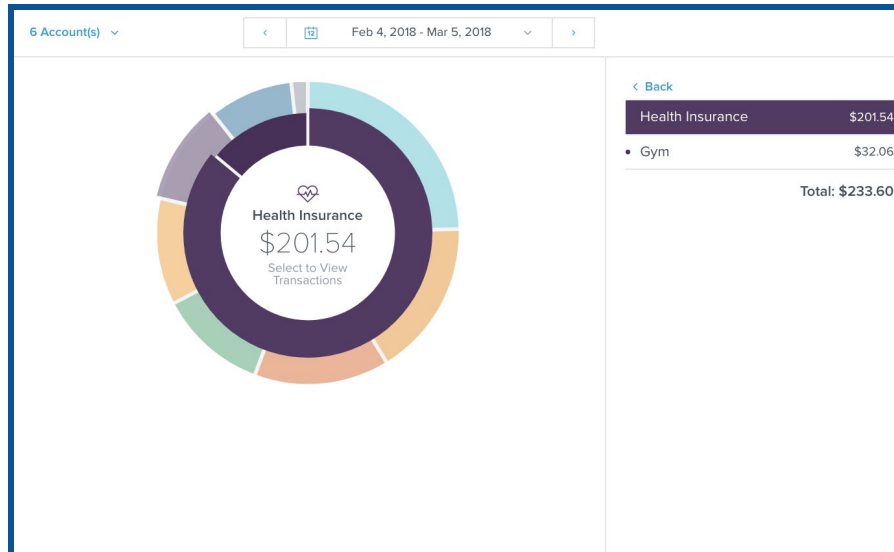 6 Account(s)
12
Feb 4, 2018 - Mar 5, 2018
Back
Health Insurance $201.54
Gym $32.06
Total: $233.60
Health Insurance
$201.54
Select to View
Transactions